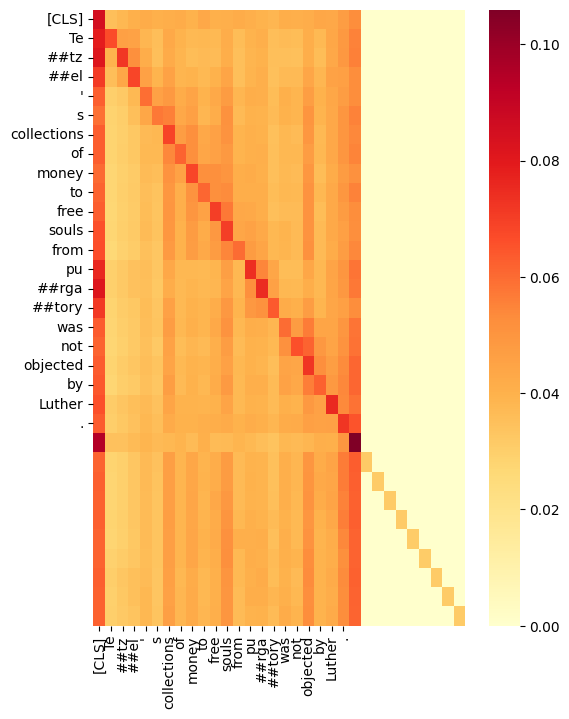 [CLS]
Te
##tz
##el
'
s
collections
of
money
to
free
souls
from
pu
##rga
##tory
was
not
objected
by
Luther
.
[CLS] Te ##tz ##el ' s collections of money to free souls from pu ##rga ##tory was not objected by Luther .
0.10
0.08
0.06
0.04
0.02
0.00